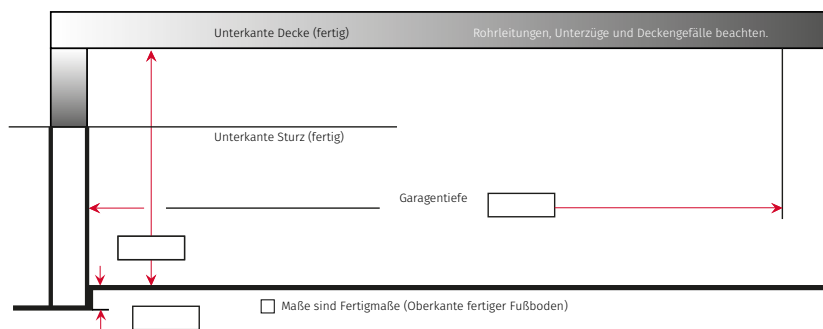 Unterkante Decke (fertig)
Rohrleitungen, Unterzüge und Deckengefälle beachten.
Unterkante Sturz (fertig)
Garagentiefe
Maße sind Fertigmaße (Oberkante fertiger Fußboden)